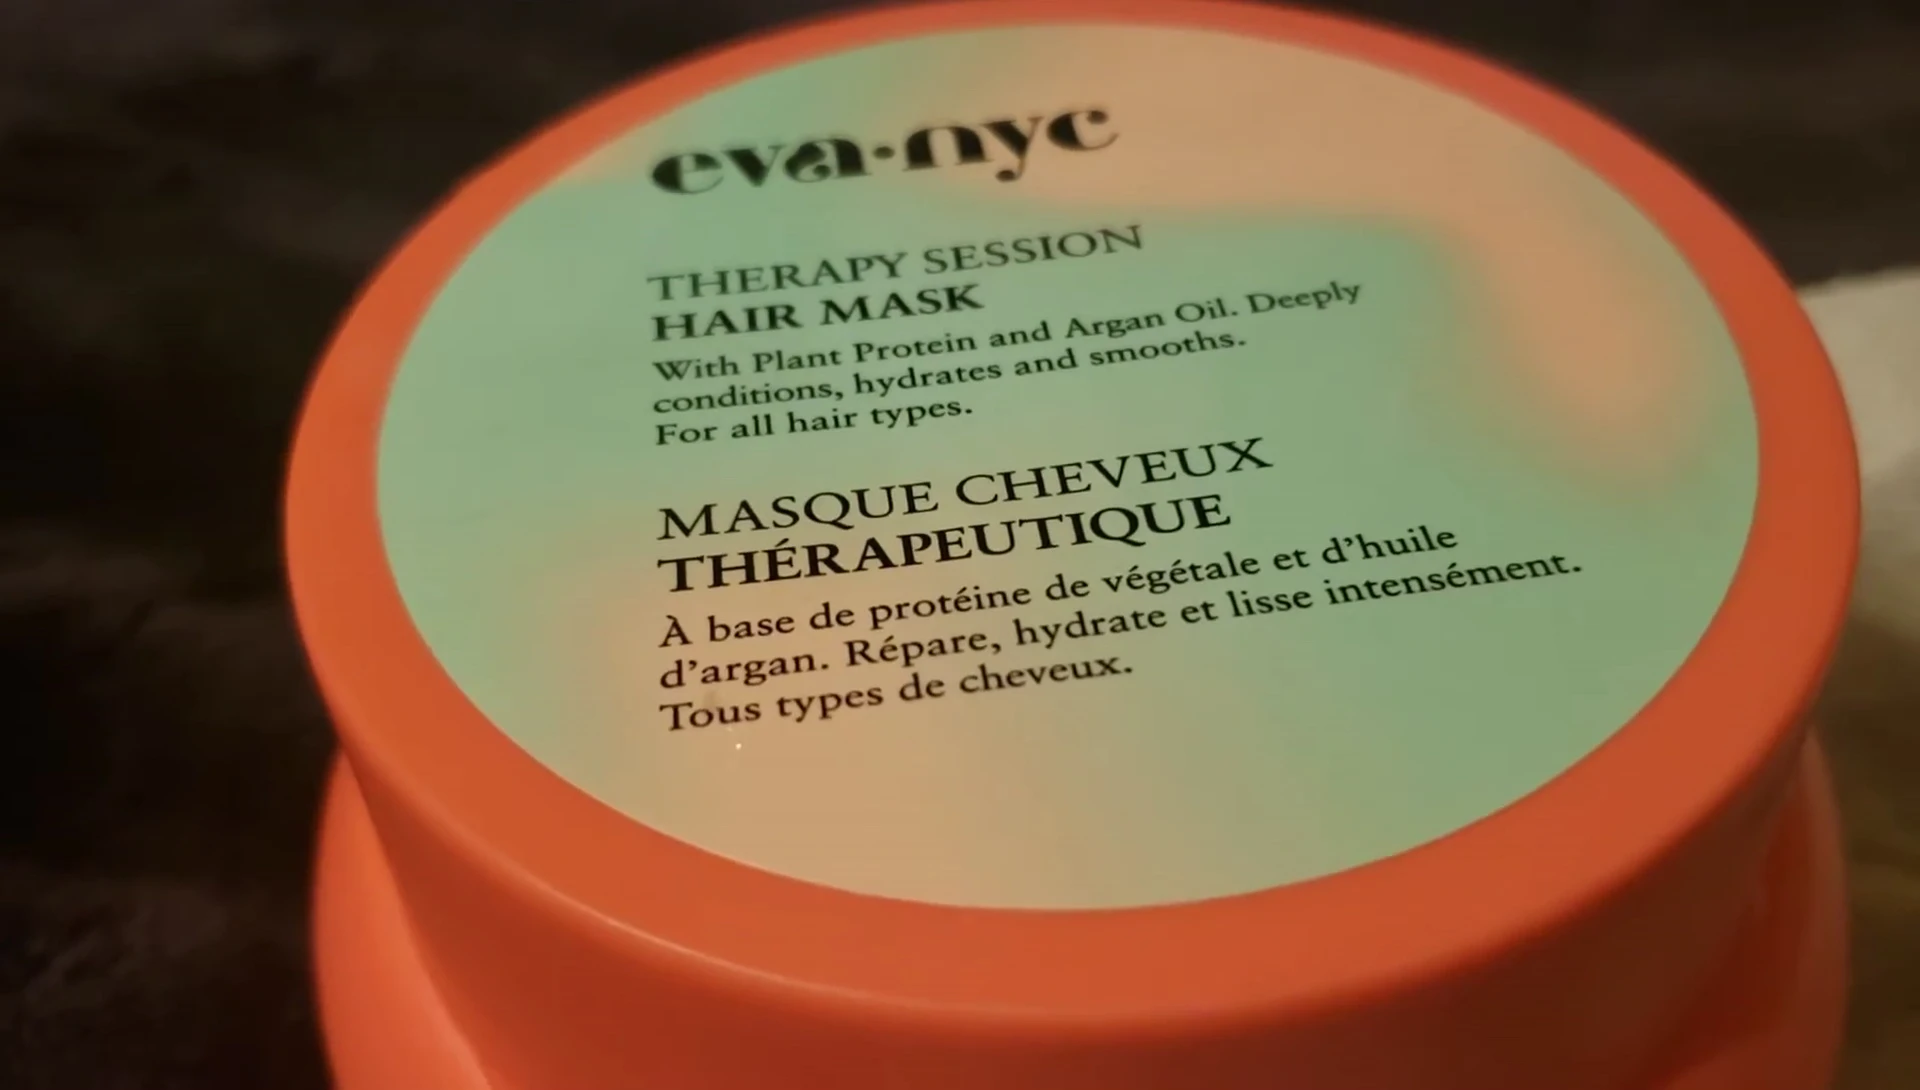 eva·nyc
THERAPY SESSION
HAIR MASK
With Plant Protein and Argan Oil. Deeply
conditions, hydrates and smooths.
For all hair types.
MASQUE CHEVEUX
THÉRAPEUTIQUE
À base de protéine de végétale et d’huile
d’argan. Répare, hydrate et lisse intensément.
Tous types de cheveux.